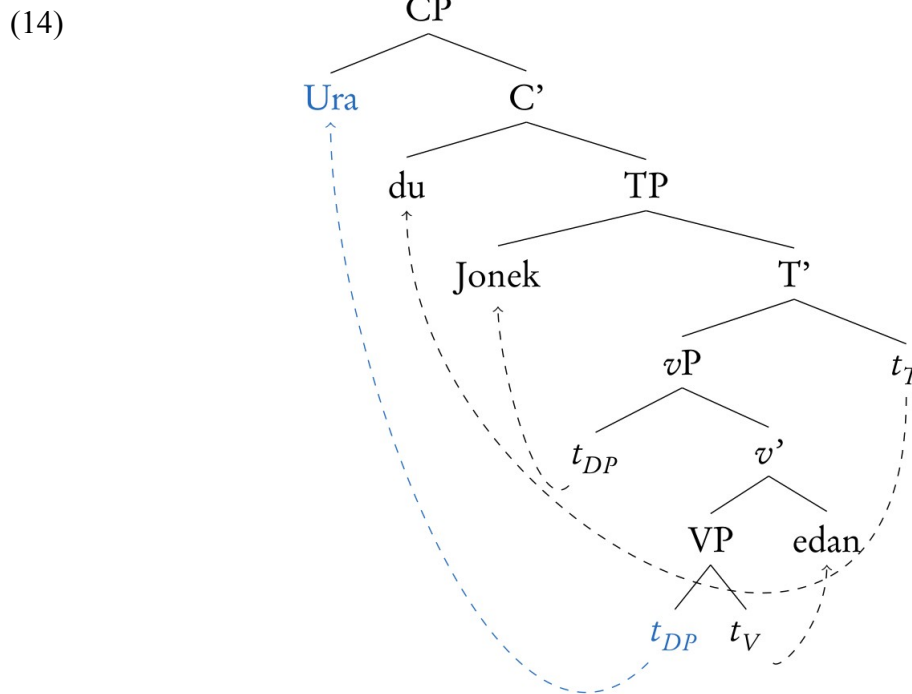 (14)
CP
Ura C’
du TP
Jonek T’
vP t_T
t_DP v’
VP edan
t_DP t_V